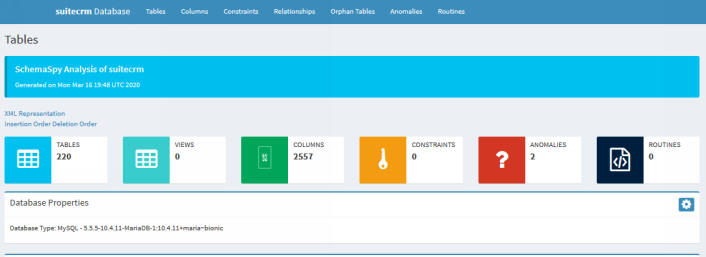 suitecrm Database Tables Columns Constraints Relationships Orphan Tables Anomalies Routines
Tables
SchemaSpy Analysis of suitecrm
Generated on Mon Mar 16 19:48 UTC 2020
XML Representation
Insertion Order Deletion Order
TABLES
220
VIEWS
0
COLUMNS
2557
CONSTRAINTS
0
ANOMALIES
2
ROUTINES
0
Database Properties
Database Type: MySQL - 5.5.5-10.4.11-MariaDB-1:10.4.11+maria~bionic